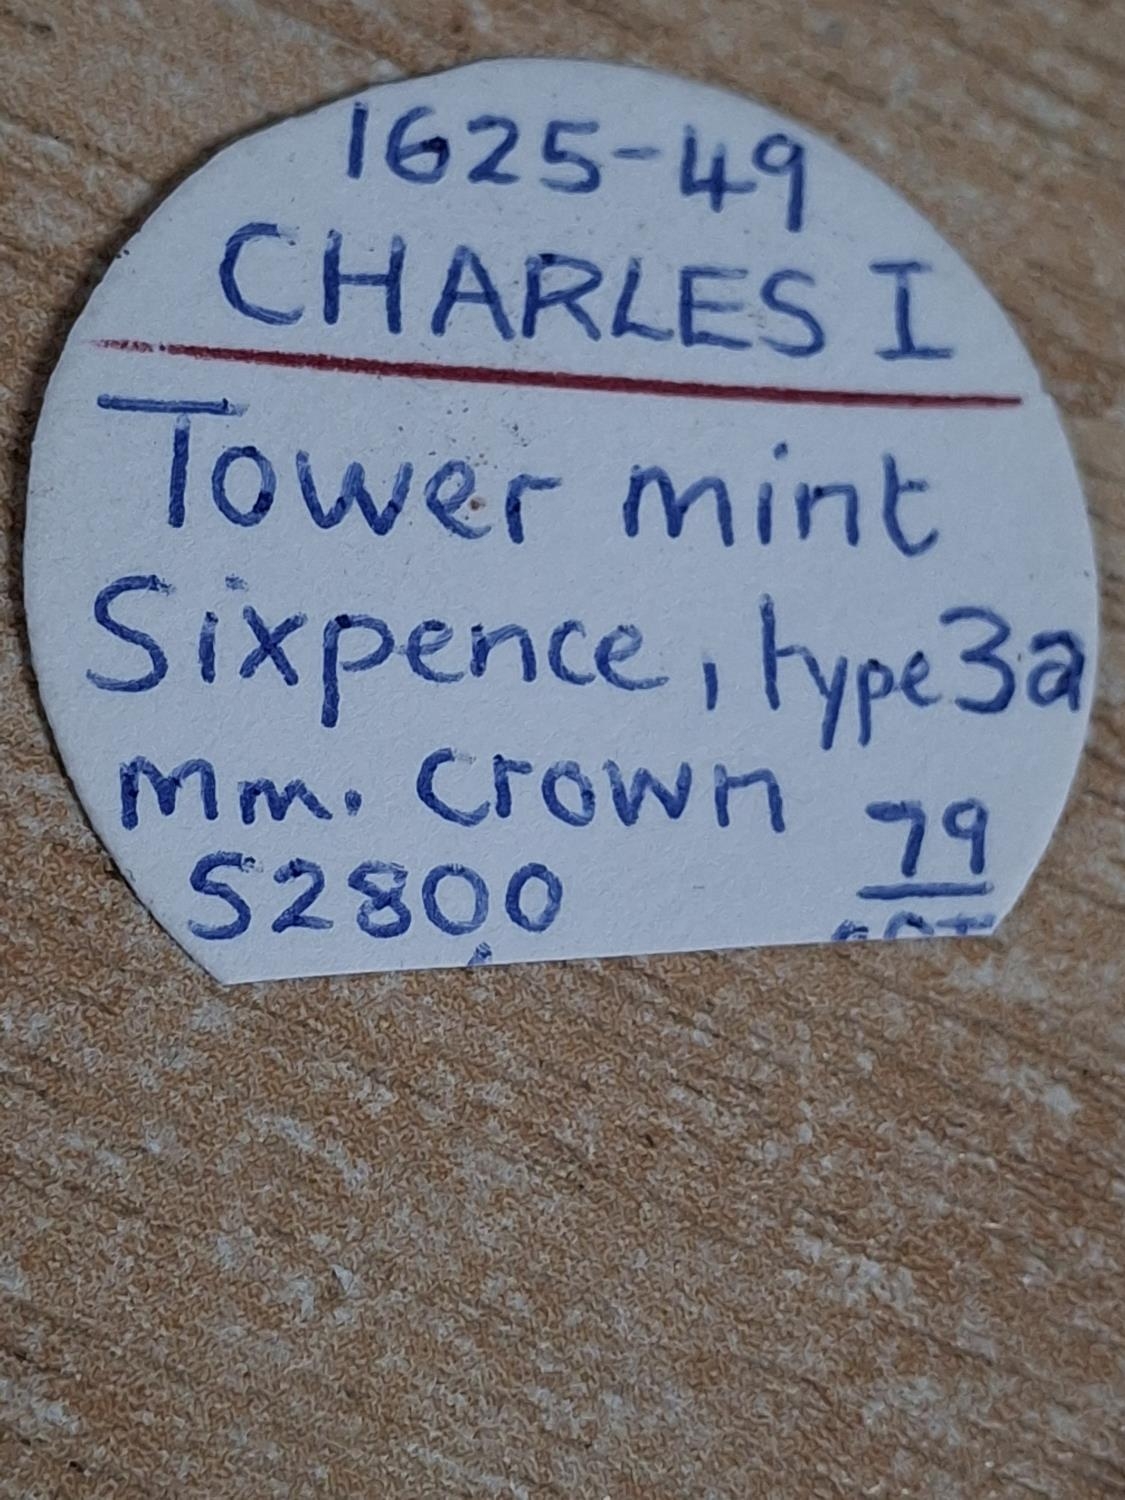 1625-49
CHARLES I
Tower mint
Sixpence, type 3a
mm. crown
79
S2800